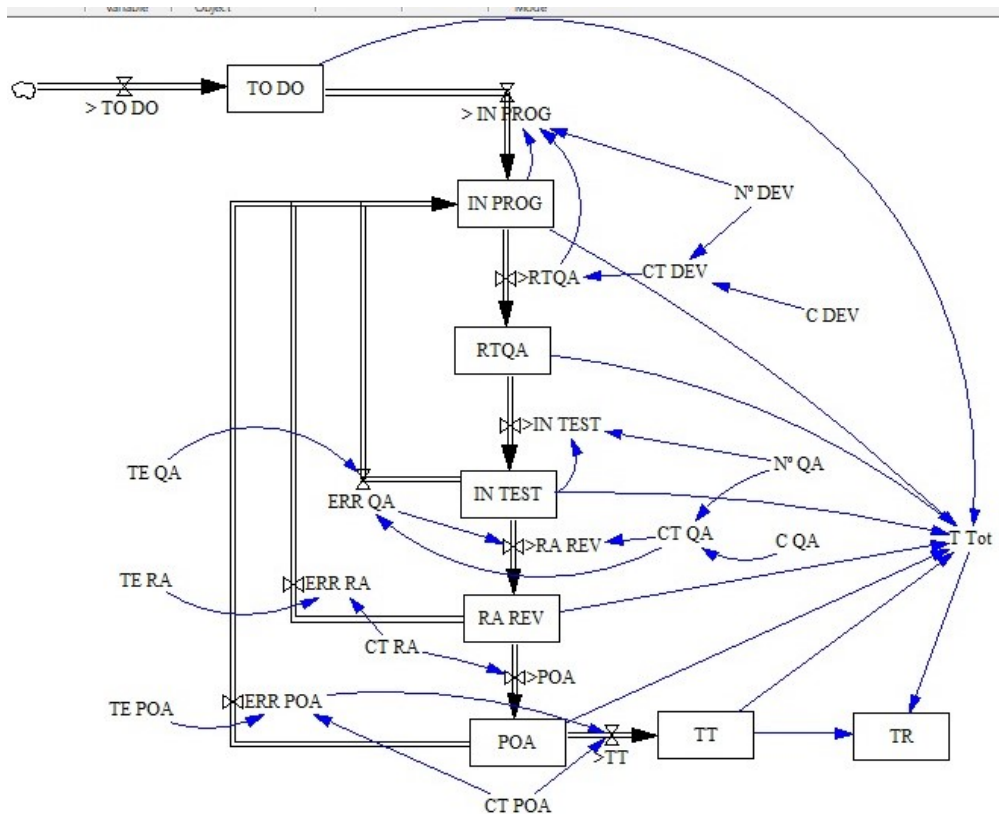 Variable Object Mode
TO DO
> TO DO
> IN PROG
IN PROG
Nº DEV
>RTQA
CT DEV
C DEV
RTQA
>IN TEST
TE QA
Nº QA
IN TEST
ERR QA
>RA REV
CT QA
C QA
T Tot
TE RA
ERR RA
RA REV
CT RA
>POA
TE POA
ERR POA
POA
>TT
TT
TR
CT POA